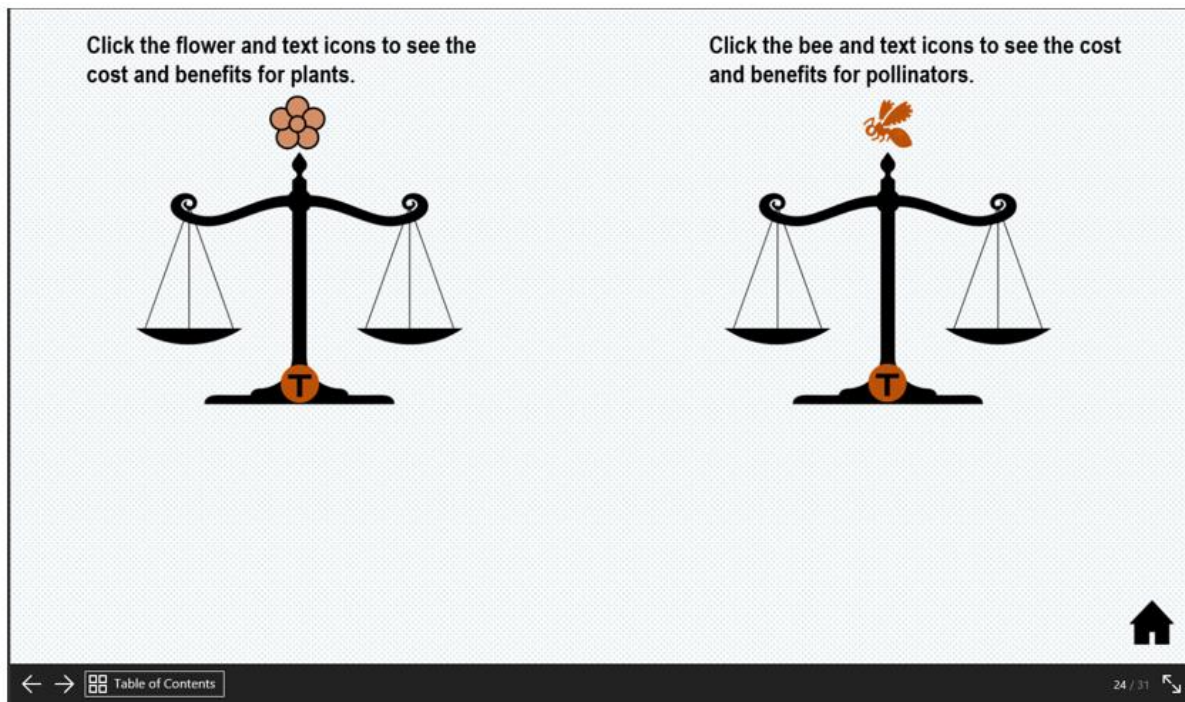 Click the flower and text icons to see the
cost and benefits for plants.
Click the bee and text icons to see the cost
and benefits for pollinators.
T
T
Table of Contents
24 / 31